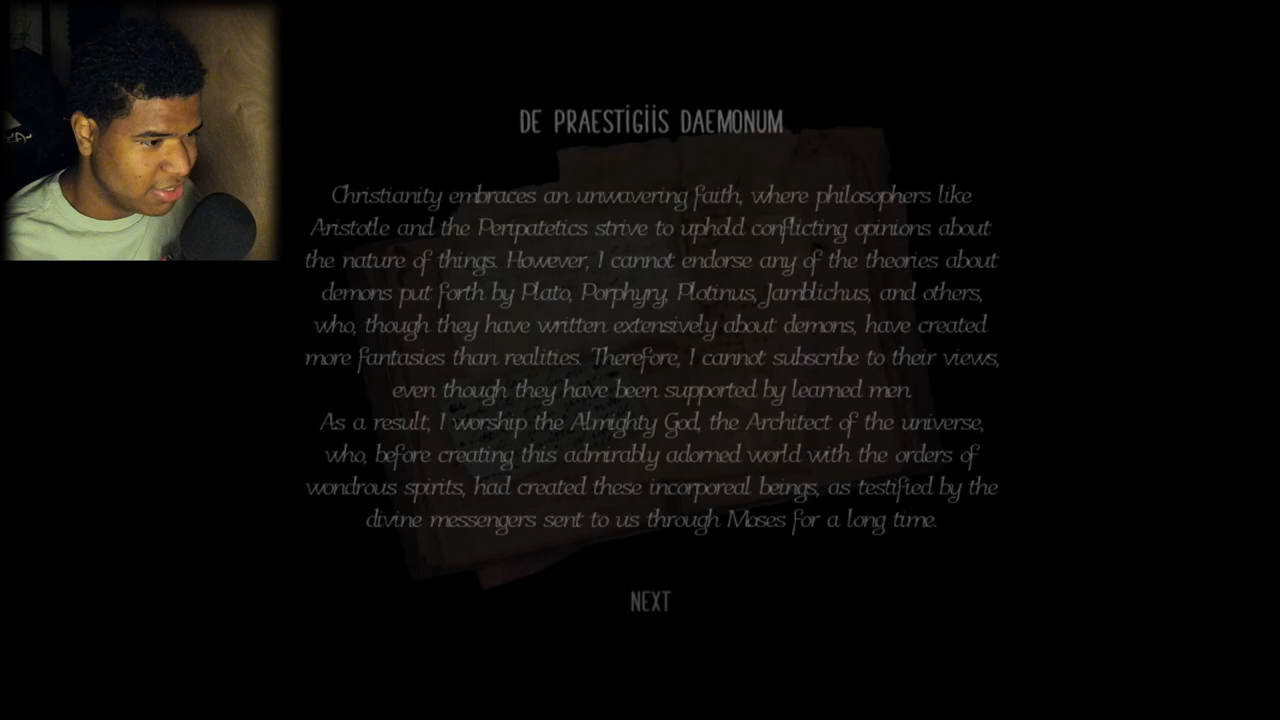 DE PRAESTIGIIS DAEMONUM
Christianity embraces an unwavering faith, where philosophers like
Aristotle and the Peripatetics strive to uphold conflicting opinions about
the nature of things. However, I cannot endorse any of the theories about
demons put forth by Plato, Porphyry, Plotinus, Jamblichus, and others,
who, though they have written extensively about demons, have created
more fantasies than realities. Therefore, I cannot subscribe to their views,
even though they have been supported by learned men.
As a result, I worship the Almighty God, the Architect of the universe,
who, before creating this admirably adorned world with the orders of
wondrous spirits, had created these incorporeal beings, as testified by the
divine messengers sent to us through Moses for a long time.
NEXT